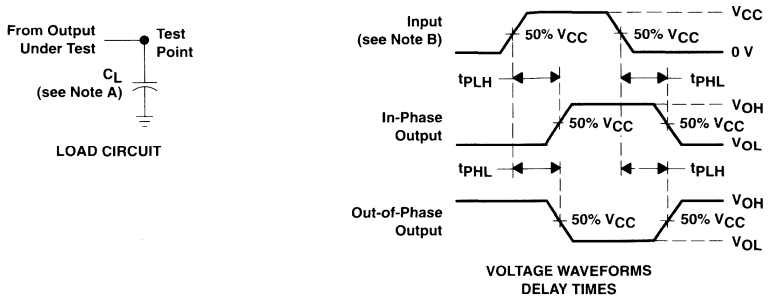 From Output
Under Test
Test
Point
CL
(see Note A)
LOAD CIRCUIT
Input
(see Note B)
50% VCC
50% VCC
VCC
0 V
tPLH
tPHL
In-Phase
Output
50% VCC
50% VCC
VOH
VOL
tPHL
tPLH
Out-of-Phase
Output
50% VCC
50% VCC
VOH
VOL
VOLTAGE WAVEFORMS
DELAY TIMES